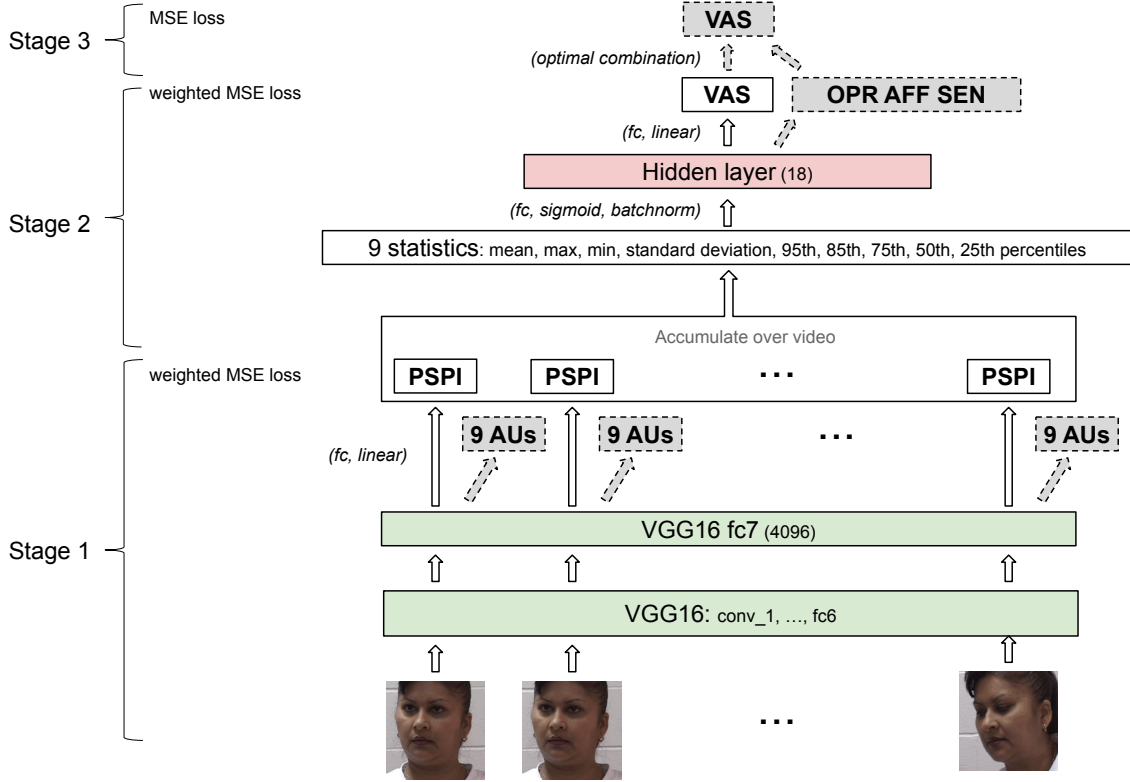 MSE loss
VAS
Stage 3
(optimal combination)
weighted MSE loss
VAS
OPR AFF SEN
(fc, linear)
Hidden layer (18)
(fc, sigmoid, batchnorm)
Stage 2
9 statistics: mean, max, min, standard deviation, 95th, 85th, 75th, 50th, 25th percentiles
Accumulate over video
weighted MSE loss
PSPI PSPI ... PSPI
9 AUs 9 AUs ... 9 AUs
(fc, linear)
VGG16 fc7 (4096)
Stage 1
VGG16: conv_1, ..., fc6
...